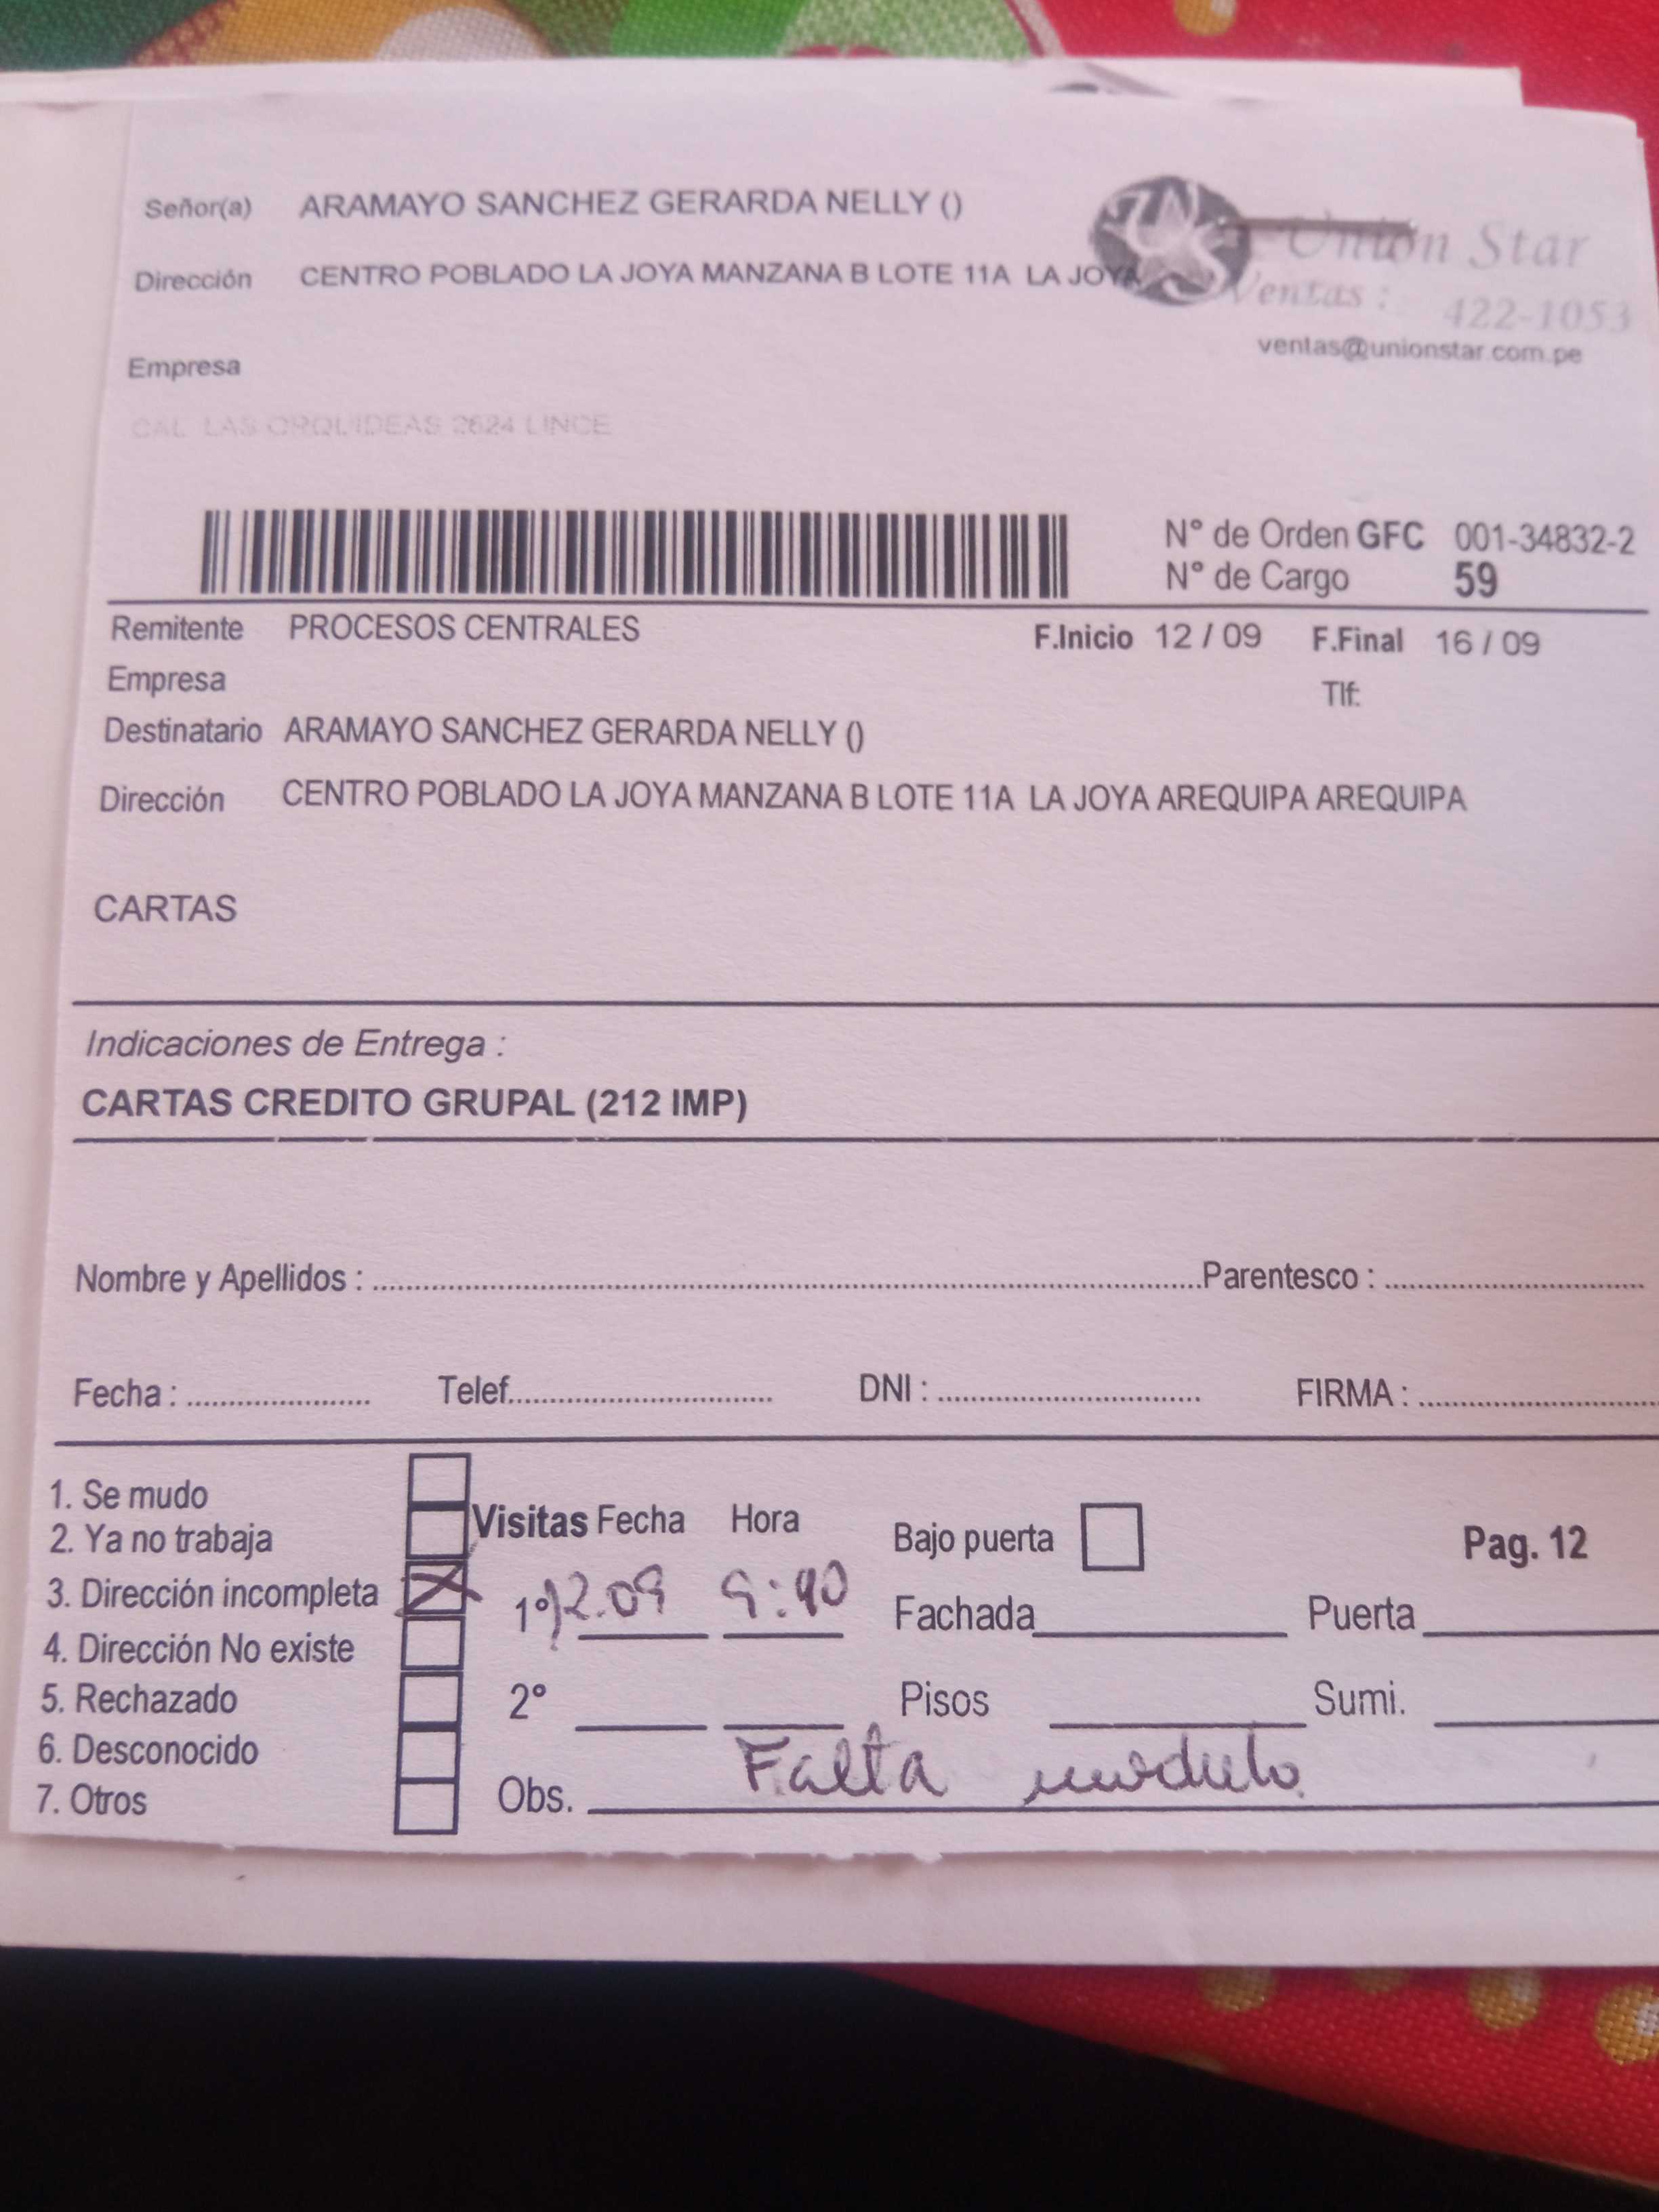 Señor(a) ARAMAYO SANCHEZ GERARDA NELLY ()
Dirección CENTRO POBLADO LA JOYA MANZANA B LOTE 11A LA JOYA
Union Star
Ventas : 422-1053
ventas@unionstar.com.pe
Empresa
CAL LAS ORQUIDEAS 2624 LINCE
N° de Orden GFC 001-34832-2
N° de Cargo 59
Remitente PROCESOS CENTRALES F.Inicio 12 / 09 F.Final 16 / 09
Empresa Tlf:
Destinatario ARAMAYO SANCHEZ GERARDA NELLY ()
Dirección CENTRO POBLADO LA JOYA MANZANA B LOTE 11A LA JOYA AREQUIPA AREQUIPA
CARTAS
Indicaciones de Entrega :
CARTAS CREDITO GRUPAL (212 IMP)
Nombre y Apellidos : Parentesco :
Fecha : Telef. DNI : FIRMA :
1. Se mudo
2. Ya no trabaja
3. Dirección incompleta
4. Dirección No existe
5. Rechazado
6. Desconocido
7. Otros
Visitas Fecha Hora
1° 12.09 9:40
2°
Obs. Falta modulo
Bajo puerta Pag. 12
Fachada Puerta
Pisos Sumi.